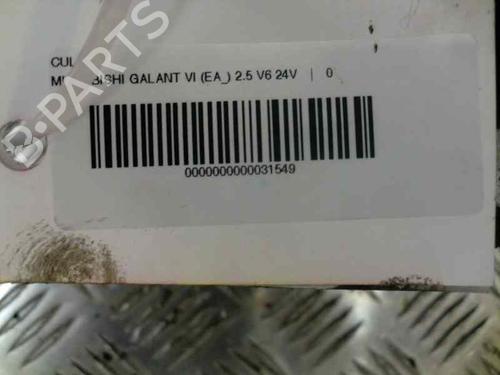 CUL
BISHI GALANT VI (EA_) 2.5 V6 24V | 0
0000000000031549
B-PARTS